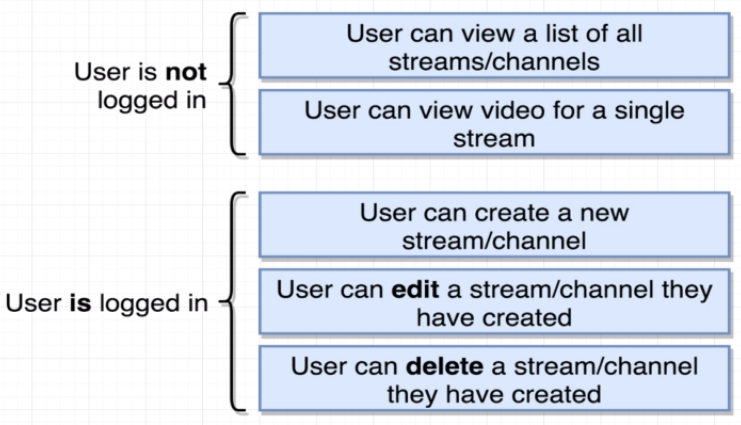 User can view a list of all
streams/channels
User is not
logged in
User can view video for a single
stream
User can create a new
stream/channel
User is logged in
User can edit a stream/channel they
have created
User can delete a stream/channel
they have created